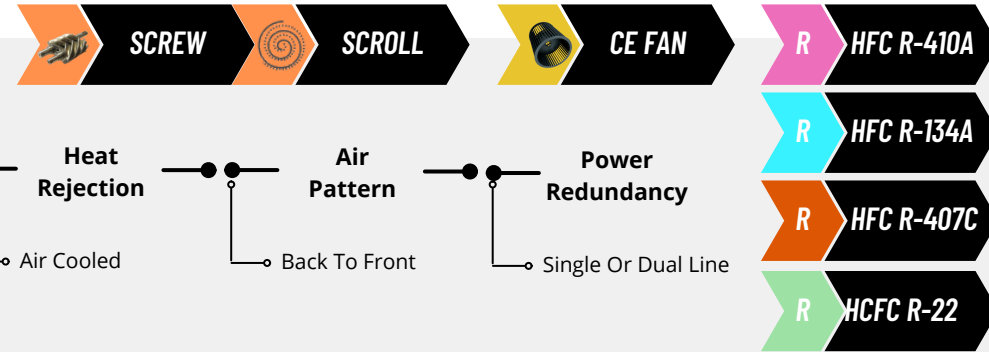 SCREW
SCROLL
CE FAN
R HFC R-410A
R HFC R-134A
R HFC R-407C
R HCFC R-22
Heat
Rejection
Air
Pattern
Power
Redundancy
Air Cooled
Back To Front
Single Or Dual Line